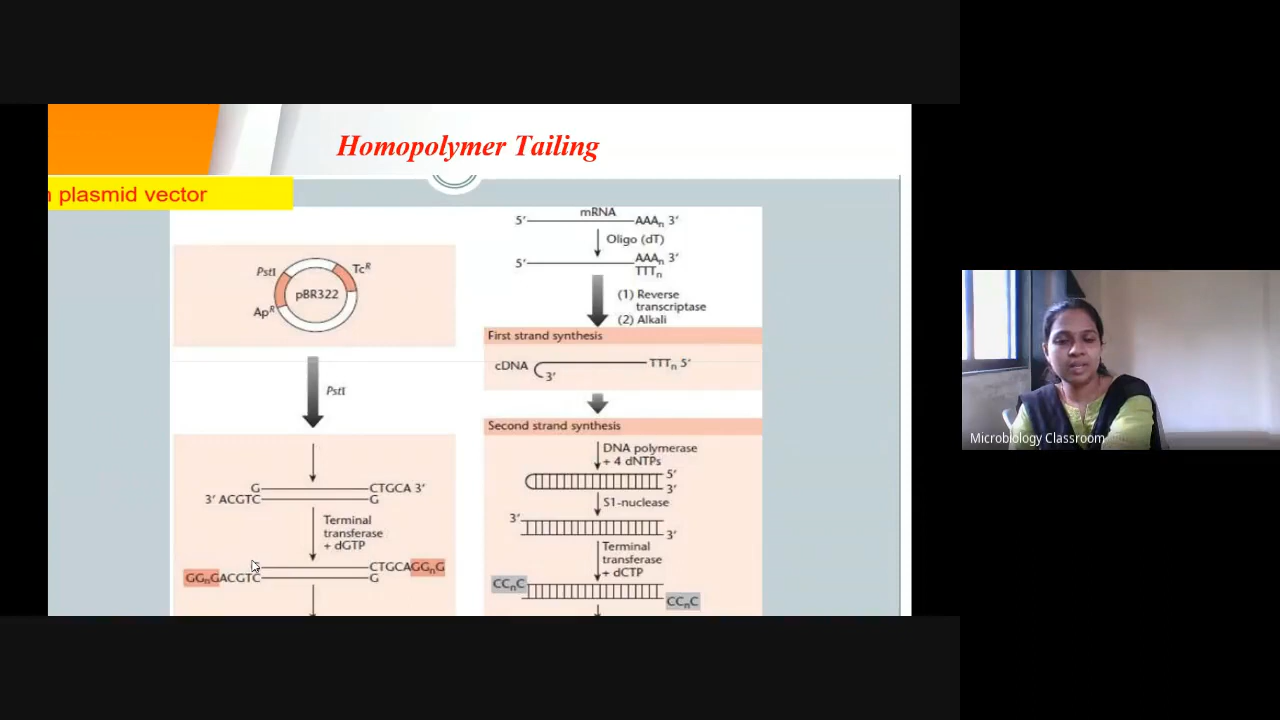 Homopolymer Tailing
plasmid vector
PstI
Tcᴿ
pBR322
Apᴿ
PstI
G CTGCA 3′
3′ ACGTC G
Terminal
transferase
+ dGTP
CTGCAGGₙG
GGₙGACGTC G
mRNA
5′ AAAₙ 3′
Oligo (dT)
5′ AAAₙ 3′
TTTₙ
(1) Reverse
transcriptase
(2) Alkali
First strand synthesis
cDNA TTTₙ 5′
3′
Second strand synthesis
DNA polymerase
+ 4 dNTPs
5′
3′
S1-nuclease
3′
3′
Terminal
transferase
+ dCTP
CCₙC
CCₙC
Microbiology Classroom